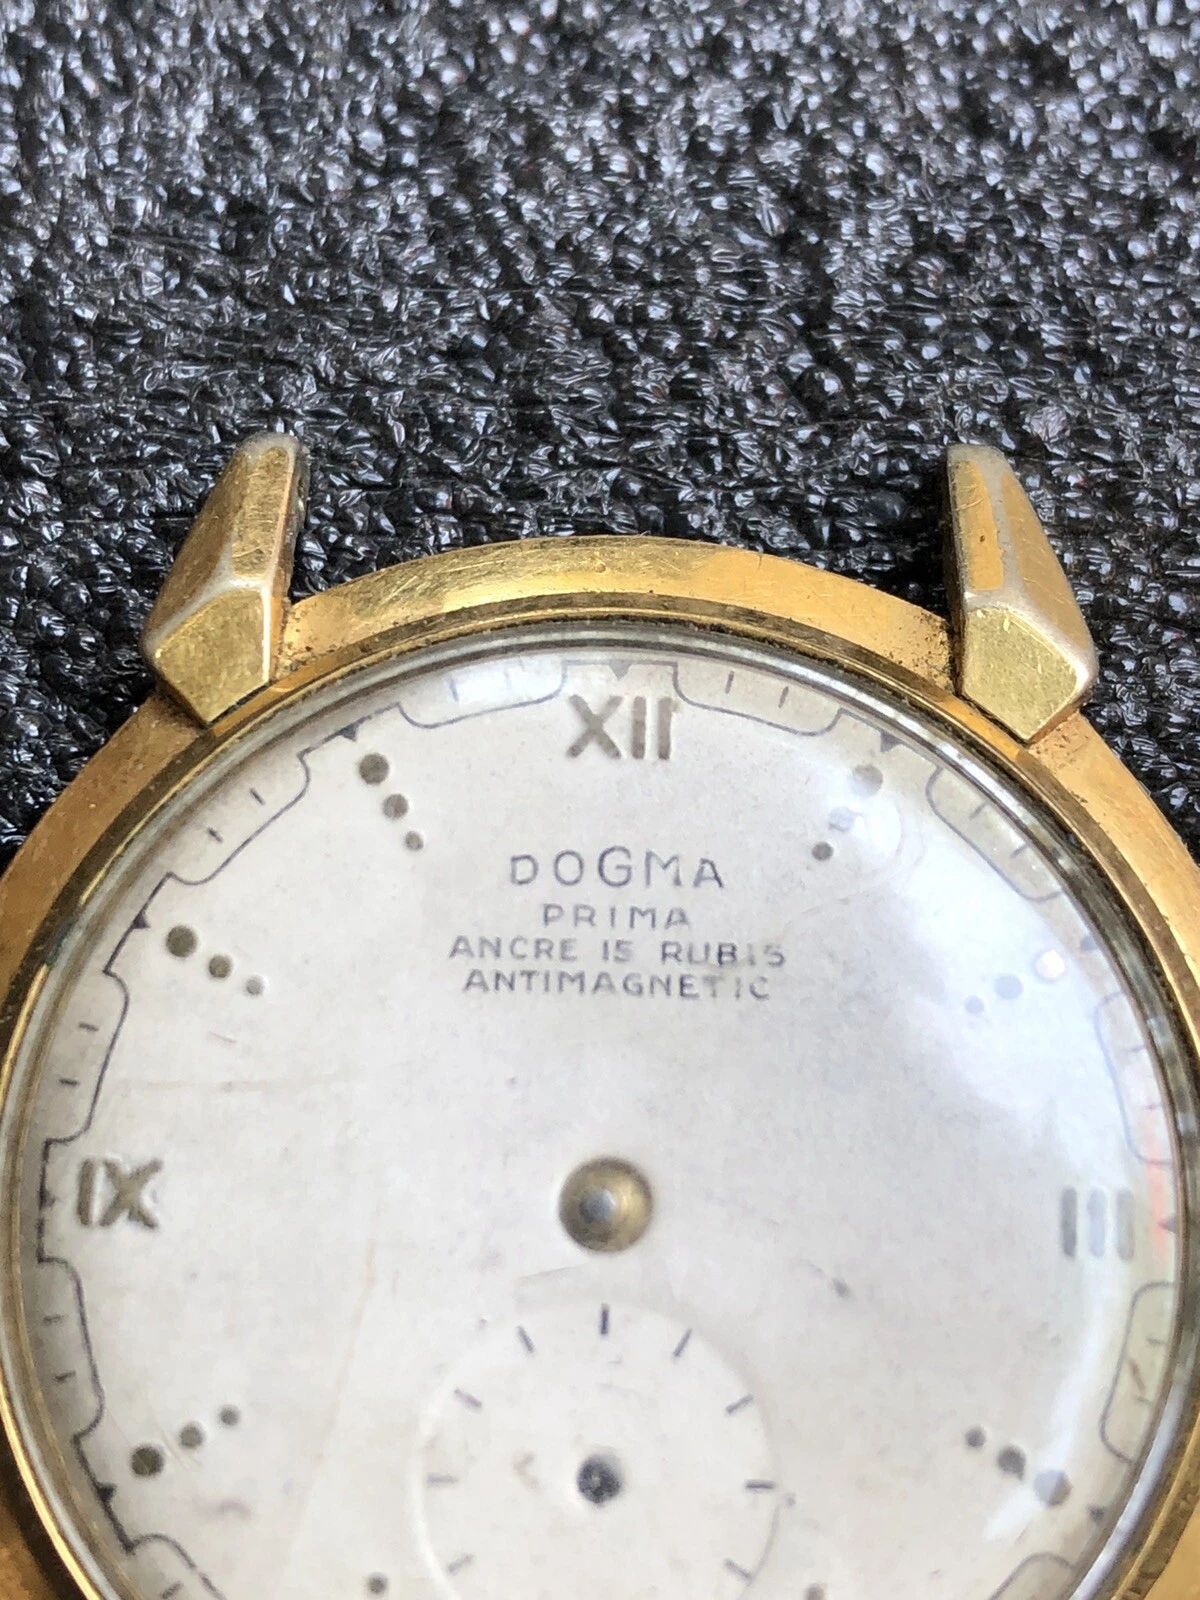 XII
DOGMA
PRIMA
ANCRE 15 RUBIS
ANTIMAGNETIC
IX
III